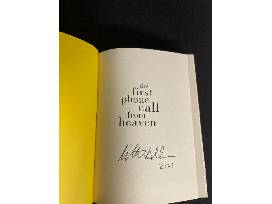 the
first
phone
call
from
heaven